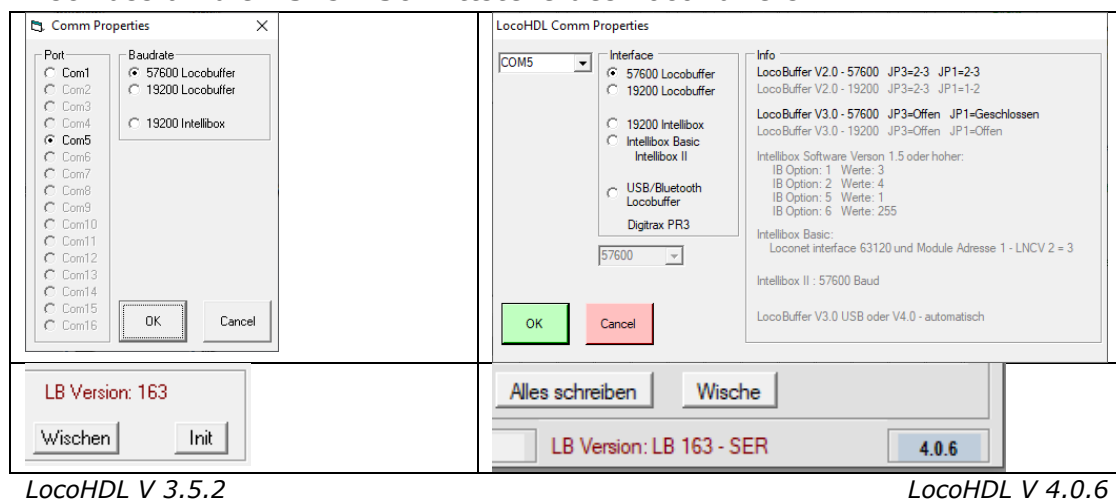 Comm Properties
Port
Com1
Com2
Com3
Com4
Com5
Com6
Com7
Com8
Com9
Com10
Com11
Com12
Com13
Com14
Com15
Com16
Baudrate
57600 Locobuffer
19200 Locobuffer
19200 Intellibox
OK
Cancel
LocoHDL Comm Properties
COM5
Interface
57600 Locobuffer
19200 Locobuffer
19200 Intellibox
Intellibox Basic
Intellibox II
USB/Bluetooth
Locobuffer
Digitrax PR3
57600
OK
Cancel
Info
LocoBuffer V2.0 - 57600 JP3=2-3 JP1=2-3
LocoBuffer V2.0 - 19200 JP3=2-3 JP1=1-2
LocoBuffer V3.0 - 57600 JP3=Offen JP1=Geschlossen
LocoBuffer V3.0 - 19200 JP3=Offen JP1=Offen
Intellibox Software Verson 1.5 oder hoher:
IB Option: 1 Werte: 3
IB Option: 2 Werte: 4
IB Option: 5 Werte: 1
IB Option: 6 Werte: 255
Intellibox Basic:
Loconet interface 63120 und Module Adresse 1 - LNCV 2 = 3
Intellibox II : 57600 Baud
LocoBuffer V3.0 USB oder V4.0 - automatisch
LB Version: 163
Wischen
Init
Alles schreiben
Wische
LB Version: LB 163 - SER
4.0.6
LocoHDL V 3.5.2
LocoHDL V 4.0.6